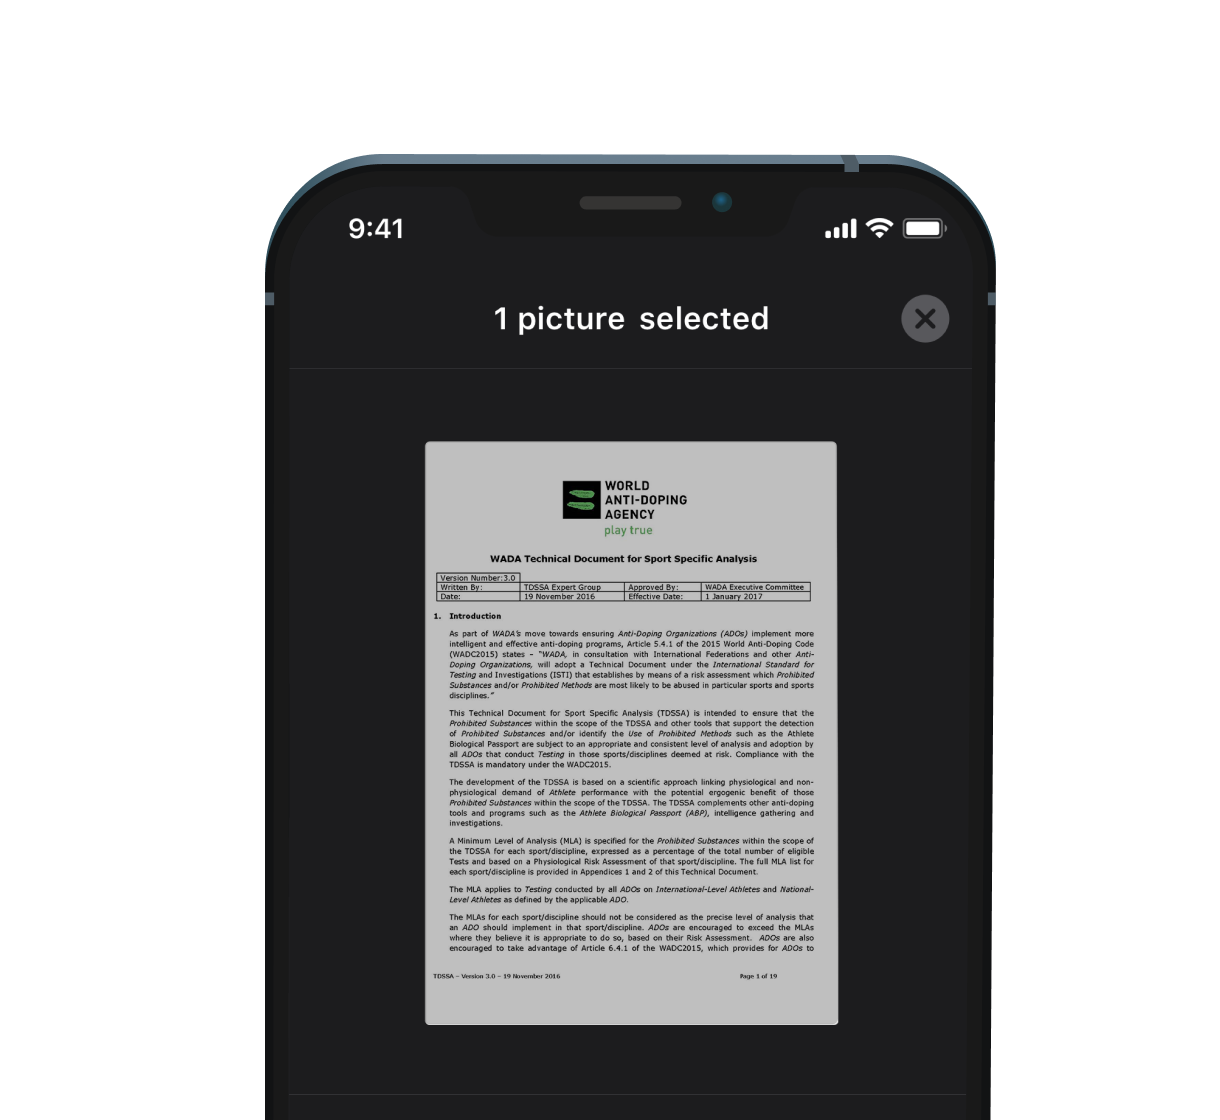 9:41
1 picture selected
WORLD
ANTI-DOPING
AGENCY
play true
WADA Technical Document for Sport Specific Analysis
Version Number:3.0
Written By: TDSSA Expert Group Approved By: WADA Executive Committee
Date: 19 November 2016 Effective Date: 1 January 2017
1. Introduction
As part of WADA's move towards ensuring Anti-Doping Organizations (ADOs) implement more
intelligent and effective anti-doping programs, Article 5.4.1 of the 2015 World Anti-Doping Code
(WADC2015) states – "WADA, in consultation with International Federations and other Anti-
Doping Organizations, will adopt a Technical Document under the International Standard for
Testing and Investigations (ISTI) that establishes by means of a risk assessment which Prohibited
Substances and/or Prohibited Methods are most likely to be abused in particular sports and sports
disciplines."
This Technical Document for Sport Specific Analysis (TDSSA) is intended to ensure that the
Prohibited Substances within the scope of the TDSSA and other tools that support the detection
of Prohibited Substances and/or identify the Use of Prohibited Methods such as the Athlete
Biological Passport are subject to an appropriate and consistent level of analysis and adoption by
all ADOs that conduct Testing in those sports/disciplines deemed at risk. Compliance with the
TDSSA is mandatory under the WADC2015.
The development of the TDSSA is based on a scientific approach linking physiological and non-
physiological demand of Athlete performance with the potential ergogenic benefit of those
Prohibited Substances within the scope of the TDSSA. The TDSSA complements other anti-doping
tools and programs such as the Athlete Biological Passport (ABP), intelligence gathering and
investigations.
A Minimum Level of Analysis (MLA) is specified for the Prohibited Substances within the scope of
the TDSSA for each sport/discipline, expressed as a percentage of the total number of eligible
Tests and based on a Physiological Risk Assessment of that sport/discipline. The full MLA list for
each sport/discipline is provided in Appendices 1 and 2 of this Technical Document.
The MLA applies to Testing conducted by all ADOs on International-Level Athletes and National-
Level Athletes as defined by the applicable ADO.
The MLAs for each sport/discipline should not be considered as the precise level of analysis that
an ADO should implement in that sport/discipline. ADOs are encouraged to exceed the MLAs
where they believe it is appropriate to do so, based on their Risk Assessment. ADOs are also
encouraged to take advantage of Article 6.4.1 of the WADC2015, which provides for ADOs to
TDSSA – Version 3.0 – 19 November 2016 Page 1 of 19